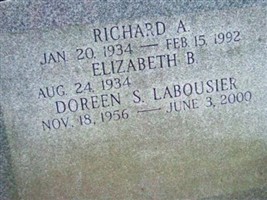 RICHARD A.
JAN. 20, 1934 — FEB. 15, 1992
ELIZABETH B.
AUG. 24, 1934
DOREEN S. LABOUSIER
NOV. 18, 1956 — JUNE 3, 2000